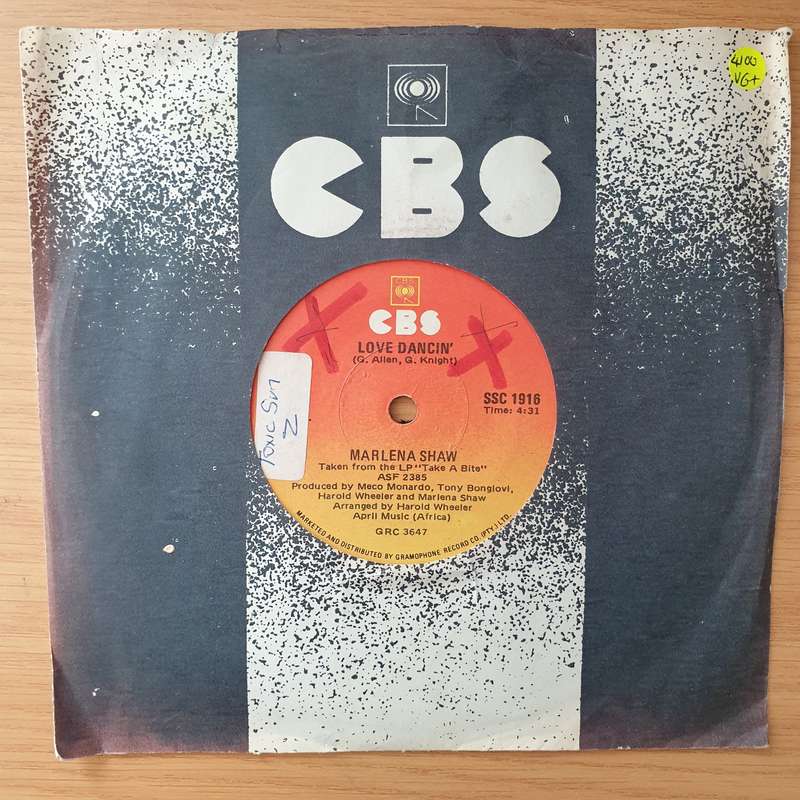 4100
VG+
CBS
CBS
CBS
LOVE DANCIN'
(G. Allen, G. Knight)
SSC 1916
Time: 4:31
MARLENA SHAW
Taken from the LP "Take A Bite"
ASF 2385
Produced by Meco Monardo, Tony Bongiovi,
Harold Wheeler and Marlena Shaw
Arranged by Harold Wheeler
April Music (Africa)
GRC 3647
MARKETED AND DISTRIBUTED BY GRAMOPHONE RECORD CO. (PTY.) LTD.